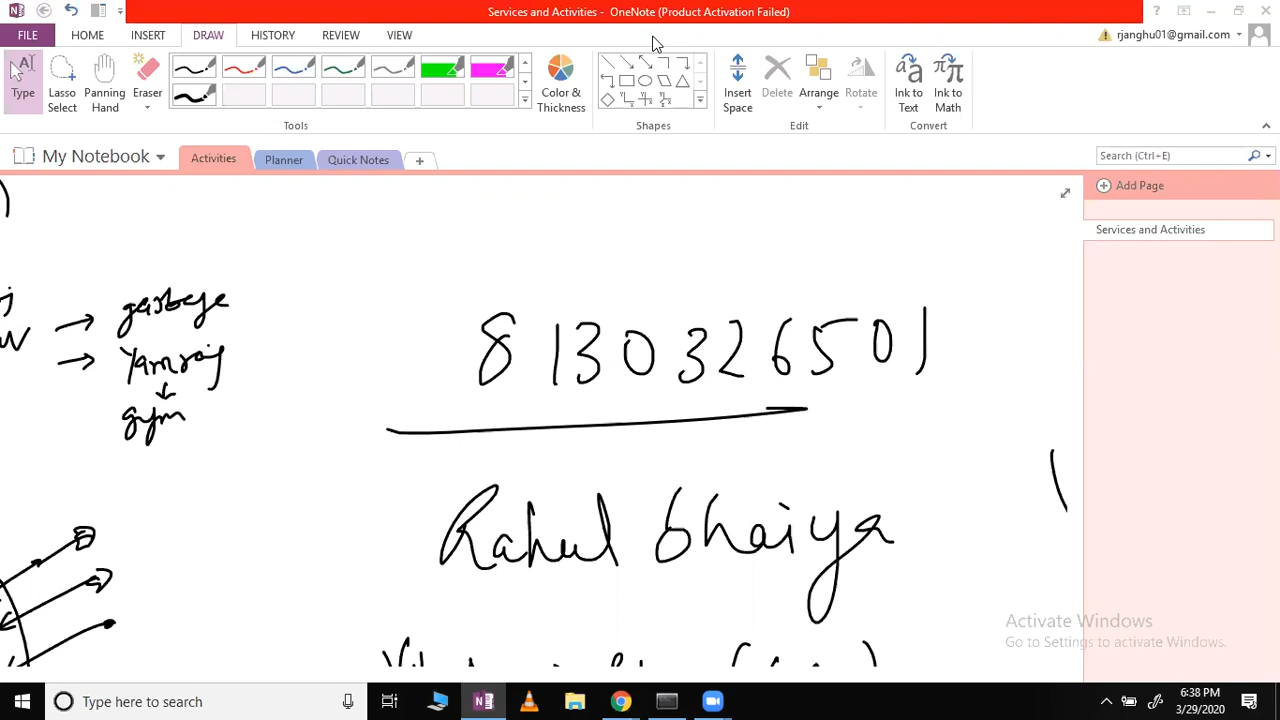 Services and Activities - OneNote (Product Activation Failed)
FILE HOME INSERT DRAW HISTORY REVIEW VIEW
rjanghu01@gmail.com
Type
Lasso Select
Panning Hand
Eraser
Color & Thickness
Insert Space
Delete
Arrange
Rotate
Ink to Text
Ink to Math
Tools
Shapes
Edit
Convert
My Notebook
Activities
Planner
Quick Notes
Search (Ctrl+E)
Add Page
Services and Activities
garbage
Yamraj
gym
8130326501
Rahul Bhaiya
Activate Windows
Go to Settings to activate Windows.
Type here to search
6:38 PM
3/29/2020